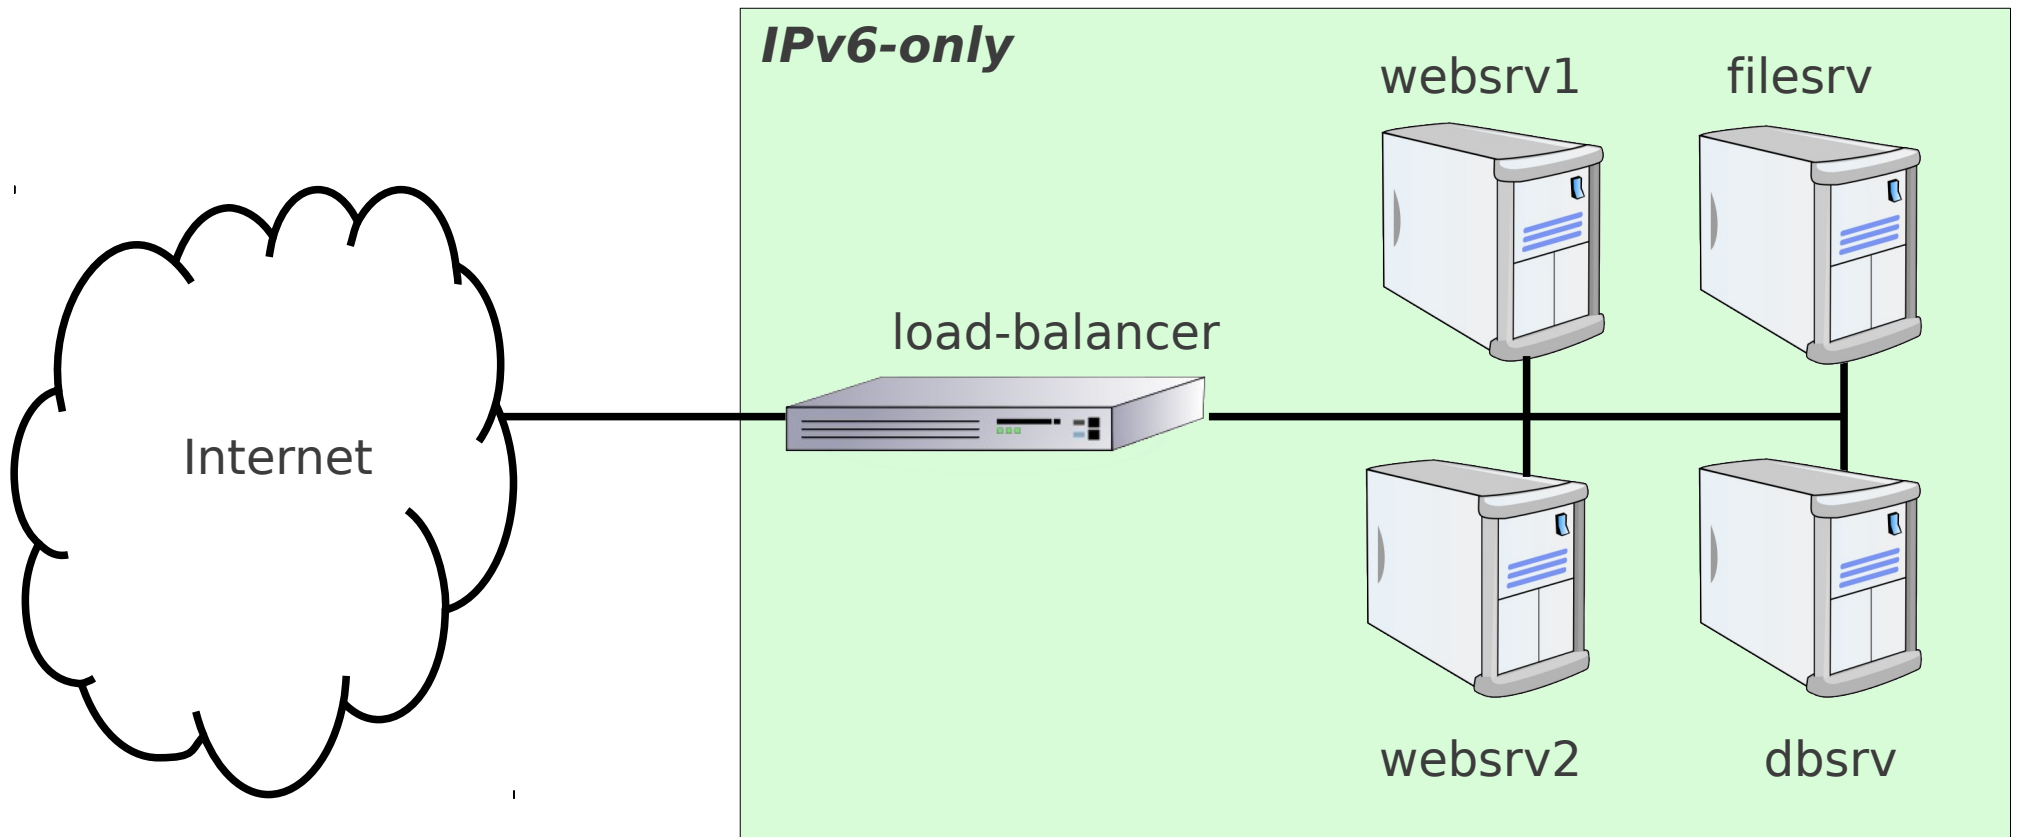 IPv6-only
websrv1
filesrv
load-balancer
Internet
websrv2
dbsrv